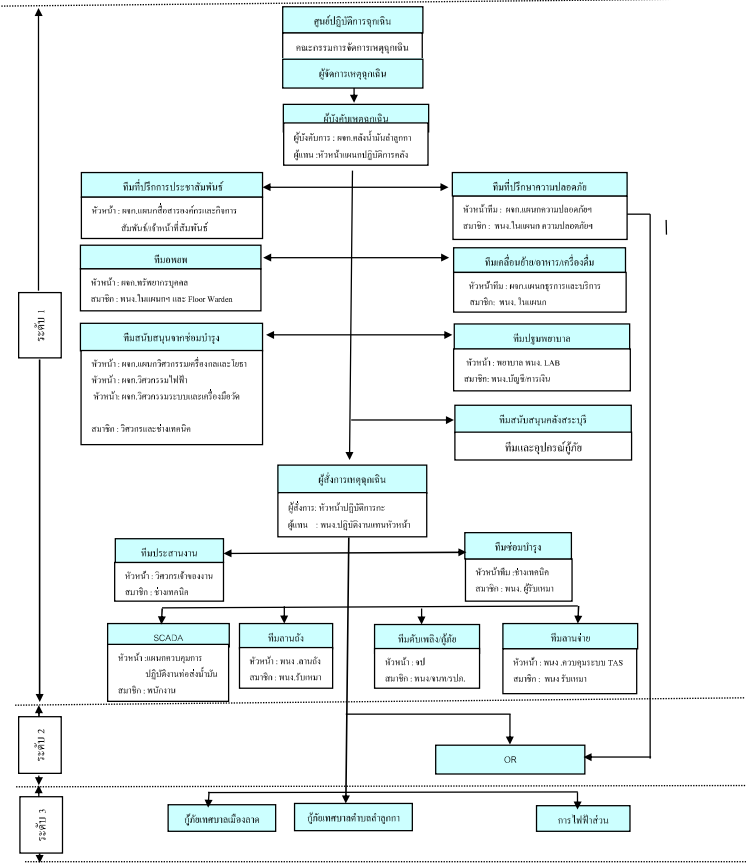 ศูนย์ปฏิบัติการฉุกเฉิน
คณะกรรมการจัดการเหตุฉุกเฉิน
ผู้จัดการเหตุฉุกเฉิน
ผู้บังคับเหตุฉุกเฉิน
ผู้บังคับการ : ผจก.คลังน้ำมันลำลูกกา
ผู้แทน :หัวหน้าแผนกปฏิบัติการคลัง
ทีมที่ปรึกการประชาสัมพันธ์
หัวหน้า : ผจก.แผนกสื่อสารองค์กรและกิจการ
สัมพันธ์/เจ้าหน้าที่สัมพันธ์
ทีมที่ปรึกษาความปลอดภัย
หัวหน้าทีม : ผจก.แผนกความปลอดภัยฯ
สมาชิก : พนง.ในแผนก ความปลอดภัยฯ
ทีมอพยพ
หัวหน้า : ผจก.ทรัพยากรบุคคล
สมาชิก : พนง.ในแผนกฯ และ Floor Warden
ทีมเคลื่อนย้าย/อาหาร/เครื่องดื่ม
หัวหน้าทีม : ผจก.แผนกธุรการและบริการ
สมาชิก: พนง. ในแผนก
ระดับ 1
ทีมสนับสนุนจากซ่อมบำรุง
หัวหน้า : ผจก.แผนกวิศวกรรมเครื่องกลและโยธา
หัวหน้า : ผจก.วิศวกรรมไฟฟ้า
หัวหน้า: ผจก.วิศวกรรมระบบและเครื่องมือวัด
สมาชิก : วิศวกรและช่างเทคนิค
ทีมปฐมพยาบาล
หัวหน้า : พยาบาล พนง. LAB
สมาชิก: พนง.บัญชี/การเงิน
ทีมสนับสนุนคลังสระบุรี
ทีมและอุปกรณ์กู้ภัย
ผู้สั่งการเหตุฉุกเฉิน
ผู้สั่งการ: หัวหน้าปฏิบัติการกะ
ผู้แทน : พนง.ปฏิบัติงานแทนหัวหน้า
ทีมประสานงาน
หัวหน้า : วิศวกรเจ้าของงาน
สมาชิก : ช่างเทคนิค
ทีมซ่อมบำรุง
หัวหน้าทีม :ช่างเทคนิค
สมาชิก : พนง. ผู้รับเหมา
SCADA
หัวหน้า :แผนกควบคุมการ
ปฏิบัติงานท่อส่งน้ำมัน
สมาชิก : พนักงาน
ทีมลานถัง
หัวหน้า : พนง .ลานถัง
สมาชิก : พนง.รับเหมา
ทีมดับเพลิง/กู้ภัย
หัวหน้า : จป
สมาชิก : พนง/จนท/รปภ.
ทีมลานจ่าย
หัวหน้า : พนง .ควบคุมระบบ TAS
สมาชิก : พนง รับเหมา
ระดับ 2
OR
ระดับ 3
กู้ภัยเทศบาลเมืองลาด
กู้ภัยเทศบาลตำบลลำลูกกา
การไฟฟ้าส่วน